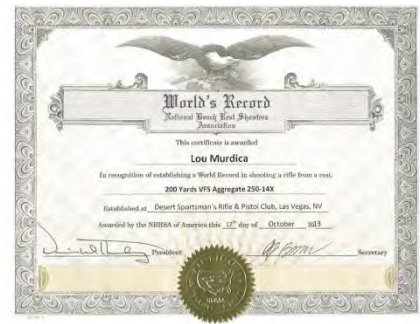 World's Record
National Bench Rest Shooters
Association
This certificate is awarded
Lou Murdica
In recognition of establishing a World Record in shooting a rifle from a rest.
200 Yards VFS Aggregate 250-14X
Established at Desert Sportsman's Rifle & Pistol Club, Las Vegas, NV
Awarded by the NBRSA of America this 12th day of October 2013
President Secretary